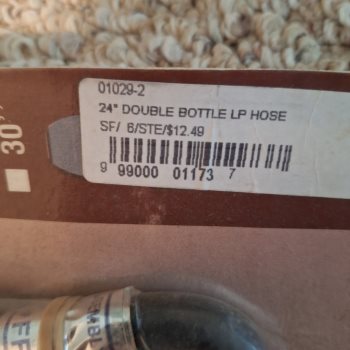 01029-2
24" DOUBLE BOTTLE LP HOSE
SF/ 6/STE/$12.49
9 99000 01173 7
30"